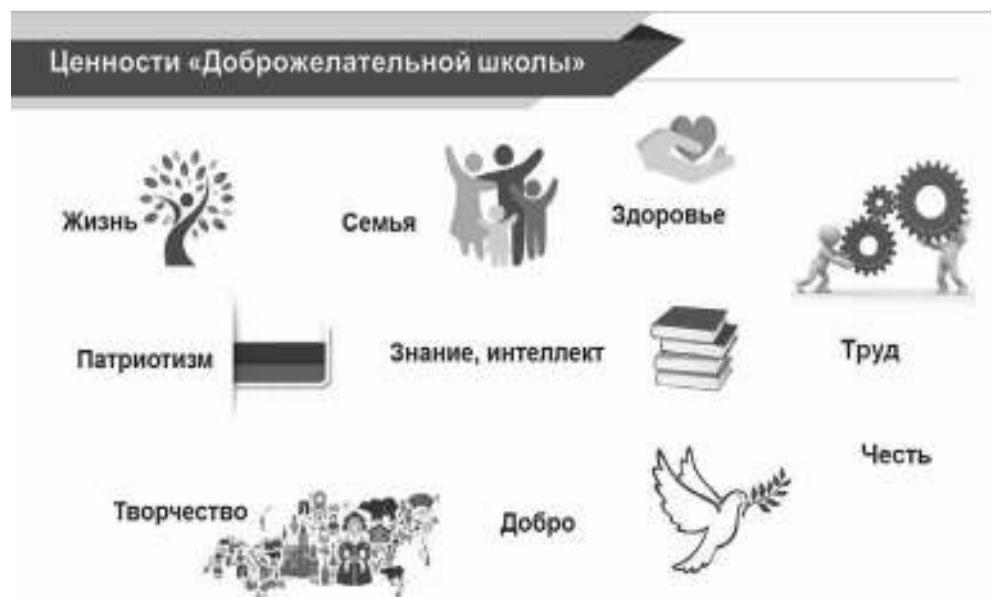 Ценности «Доброжелательной школы»
Жизнь
Семья
Здоровье
Патриотизм
Знание, интеллект
Труд
Честь
Творчество
Добро